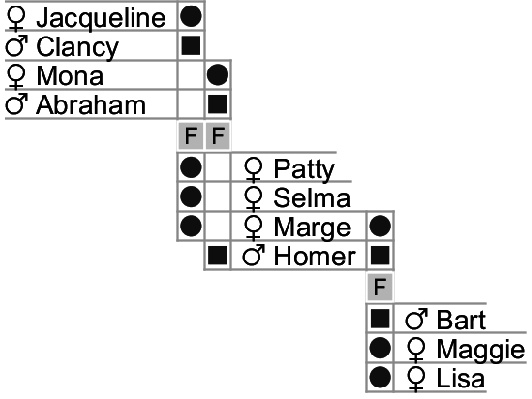 ♀ Jacqueline
♂ Clancy
♀ Mona
♂ Abraham
F F
♀ Patty
♀ Selma
♀ Marge
♂ Homer
F
♂ Bart
♀ Maggie
♀ Lisa